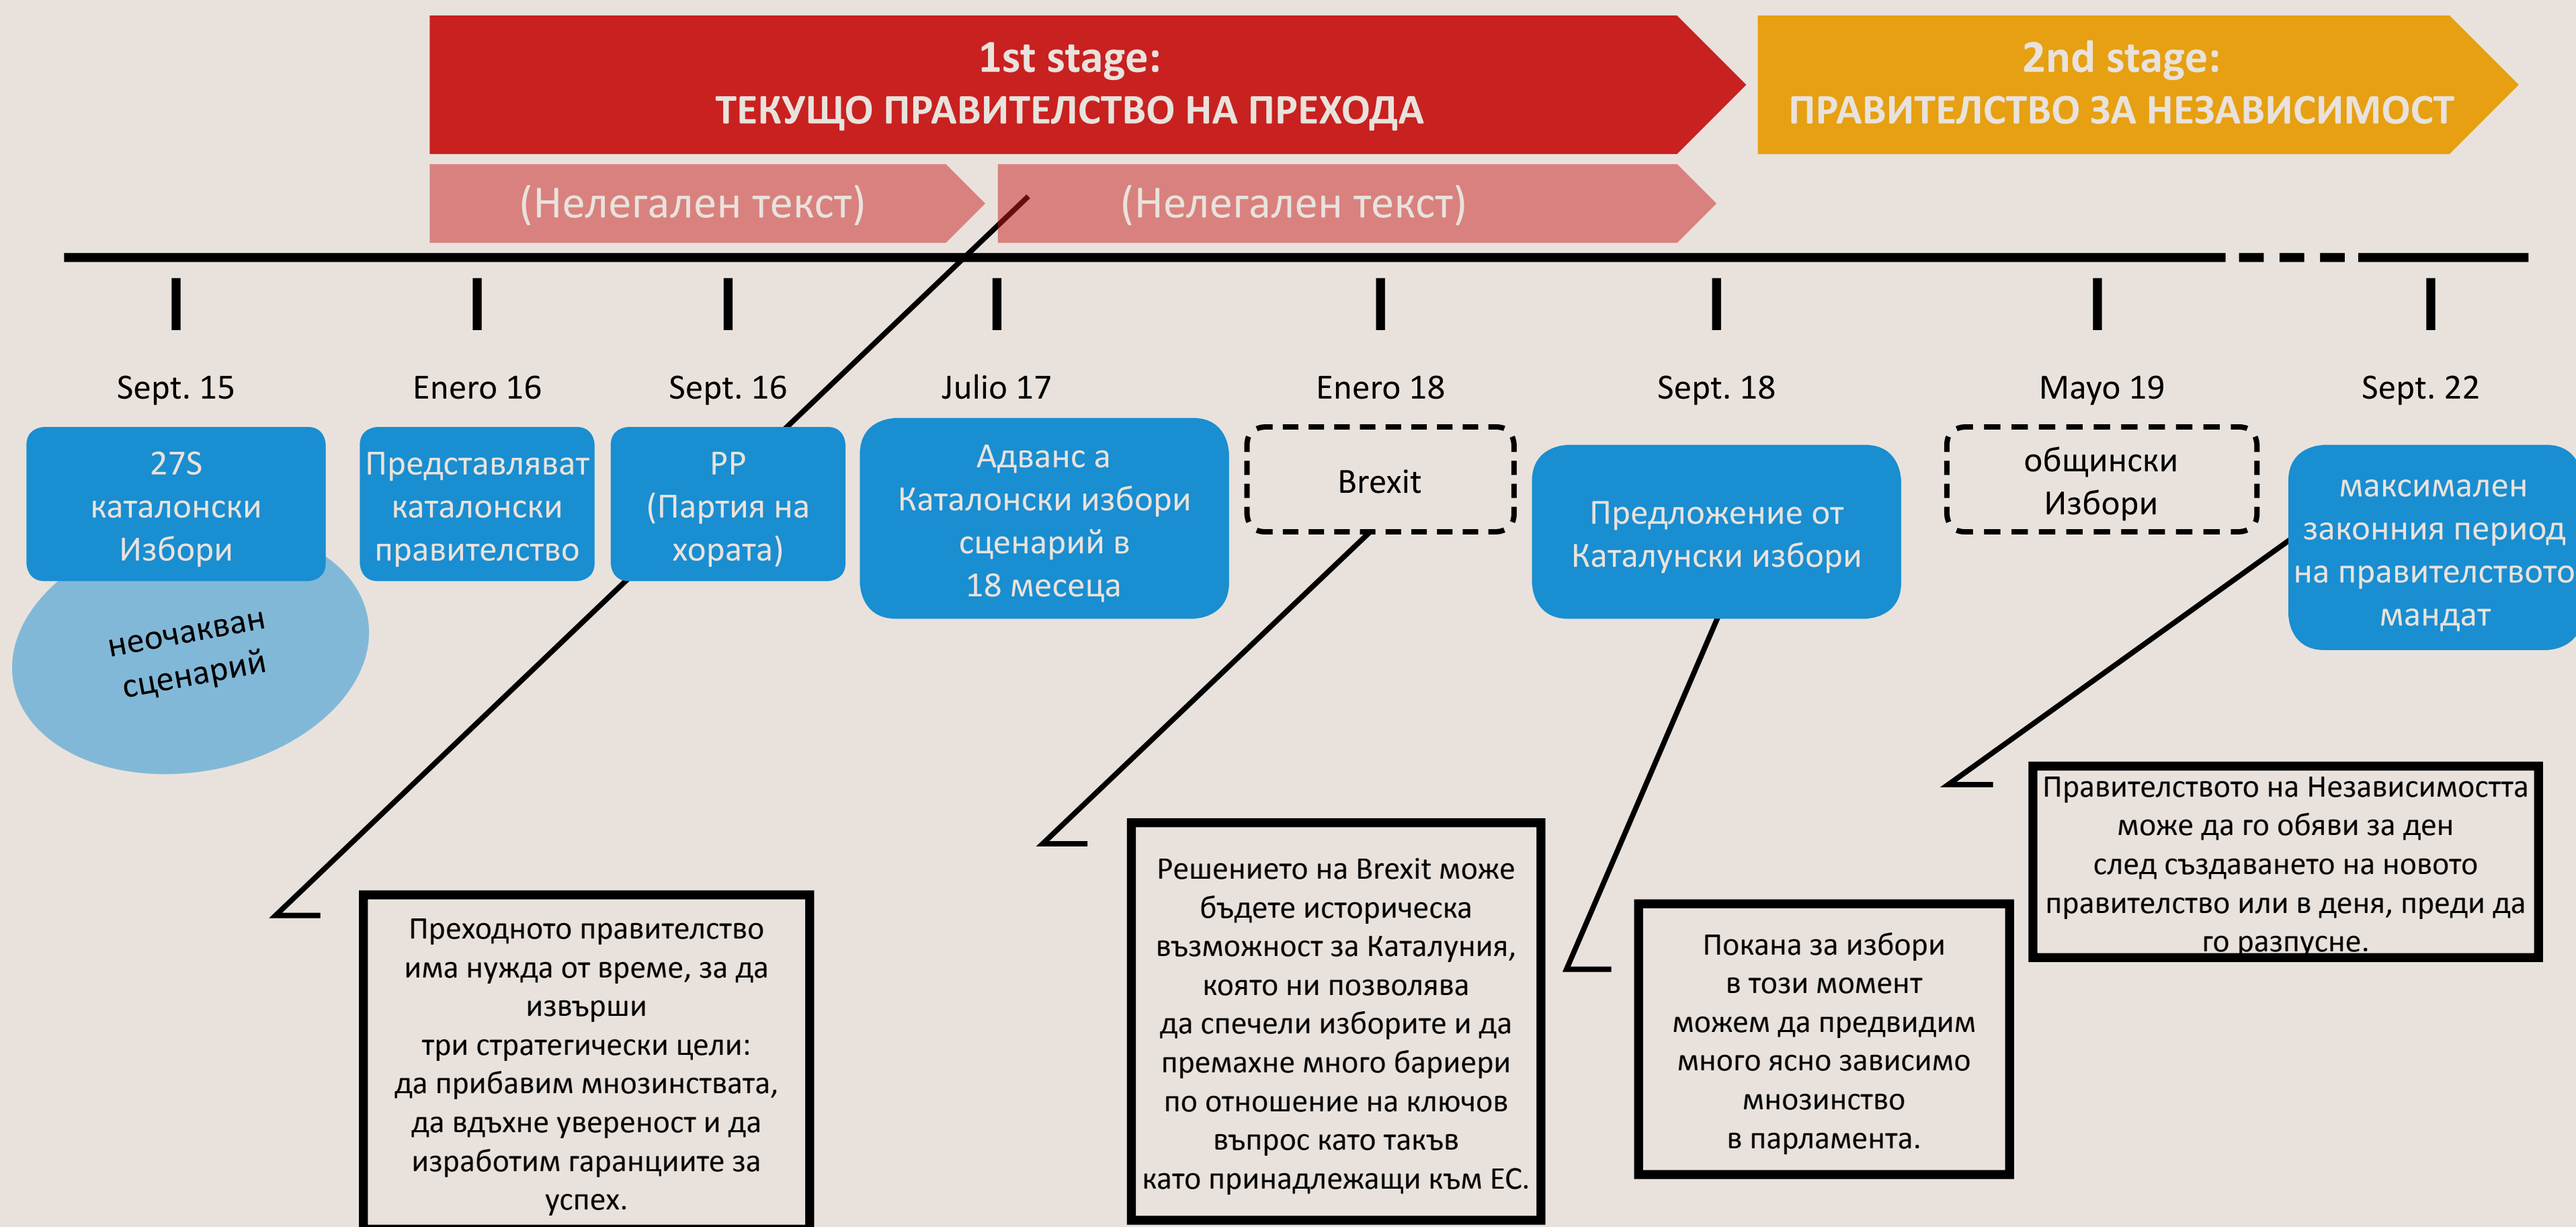 1st stage:
ТЕКУЩО ПРАВИТЕЛСТВО НА ПРЕХОДА
2nd stage:
ПРАВИТЕЛСТВО ЗА НЕЗАВИСИМОСТ
(Нелегален текст)
(Нелегален текст)
Sept. 15
Enero 16
Sept. 16
Julio 17
Enero 18
Sept. 18
Mayo 19
Sept. 22
27S
каталонски
Избори
неочакван
сценарий
Представляват
каталонски
правителство
PP
(Партия на
хората)
Адванс а
Каталонски избори
сценарий в
18 месеца
Brexit
Предложение от
Каталунски избори
общински
Избори
максимален
законния период
на правителството
мандат
Преходното правителство
има нужда от време, за да
извърши
три стратегически цели:
да прибавим мнозинствата,
да вдъхне увереност и да
изработим гаранциите за
успех.
Решението на Brexit може
бъдете историческа
възможност за Каталуния,
която ни позволява
да спечели изборите и да
премахне много бариери
по отношение на ключов
въпрос като такъв
като принадлежащи към ЕС.
Покана за избори
в този момент
можем да предвидим
много ясно зависимо
мнозинство
в парламента.
Правителството на Независимостта
може да го обяви за ден
след създаването на новото
правителство или в деня, преди да
го разпусне.